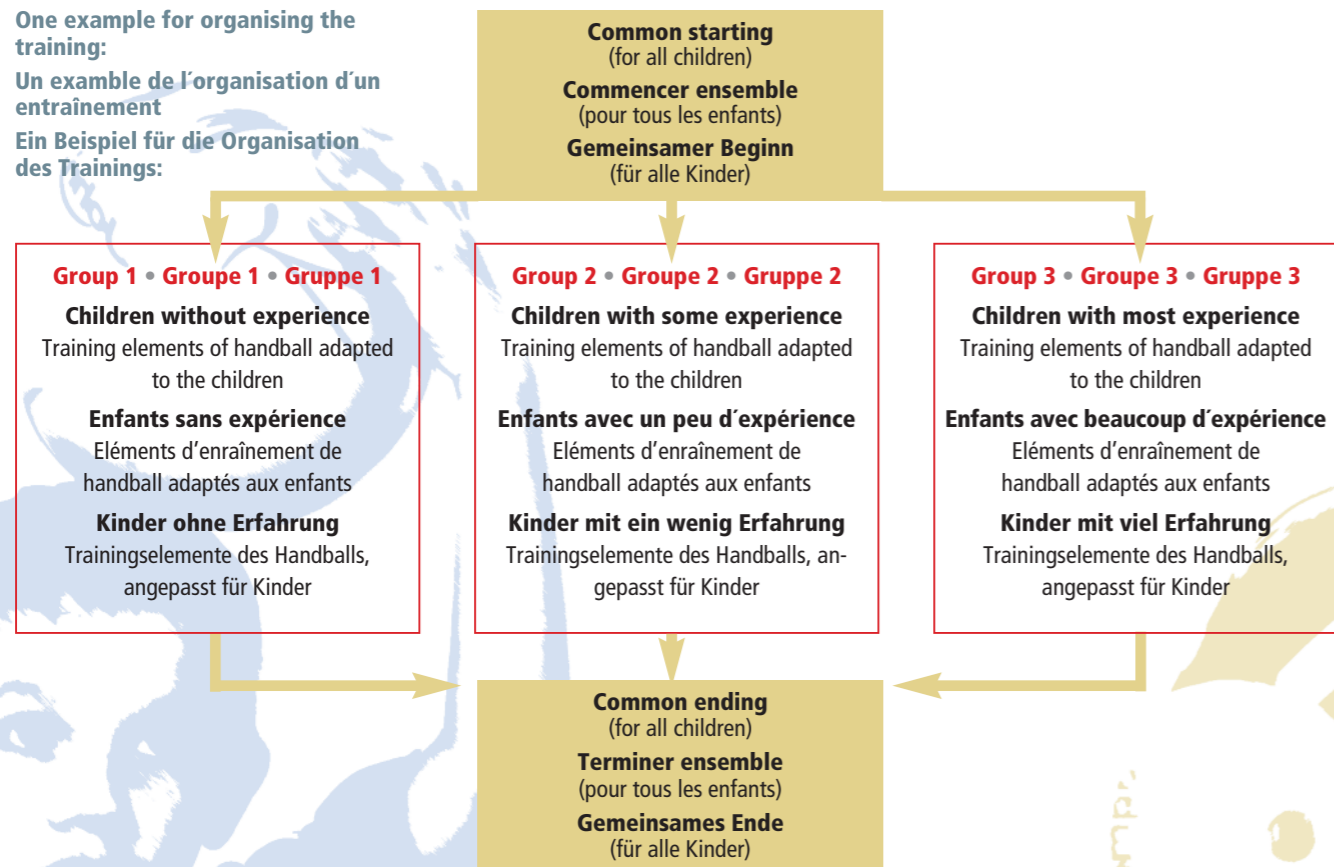 One example for organising the
training:
Un examble de l´organisation d´un
entraînement
Ein Beispiel für die Organisation
des Trainings:
Common starting
(for all children)
Commencer ensemble
(pour tous les enfants)
Gemeinsamer Beginn
(für alle Kinder)
Group 1 • Groupe 1 • Gruppe 1
Children without experience
Training elements of handball adapted
to the children
Enfants sans expérience
Eléments d’enraînement de
handball adaptés aux enfants
Kinder ohne Erfahrung
Trainingselemente des Handballs,
angepasst für Kinder
Group 2 • Groupe 2 • Gruppe 2
Children with some experience
Training elements of handball adapted
to the children
Enfants avec un peu d´expérience
Eléments d’enraînement de
handball adaptés aux enfants
Kinder mit ein wenig Erfahrung
Trainingselemente des Handballs, an-
gepasst für Kinder
Group 3 • Groupe 3 • Gruppe 3
Children with most experience
Training elements of handball adapted
to the children
Enfants avec beaucoup d´expérience
Eléments d’enraînement de
handball adaptés aux enfants
Kinder mit viel Erfahrung
Trainingselemente des Handballs,
angepasst für Kinder
Common ending
(for all children)
Terminer ensemble
(pour tous les enfants)
Gemeinsames Ende
(für alle Kinder)